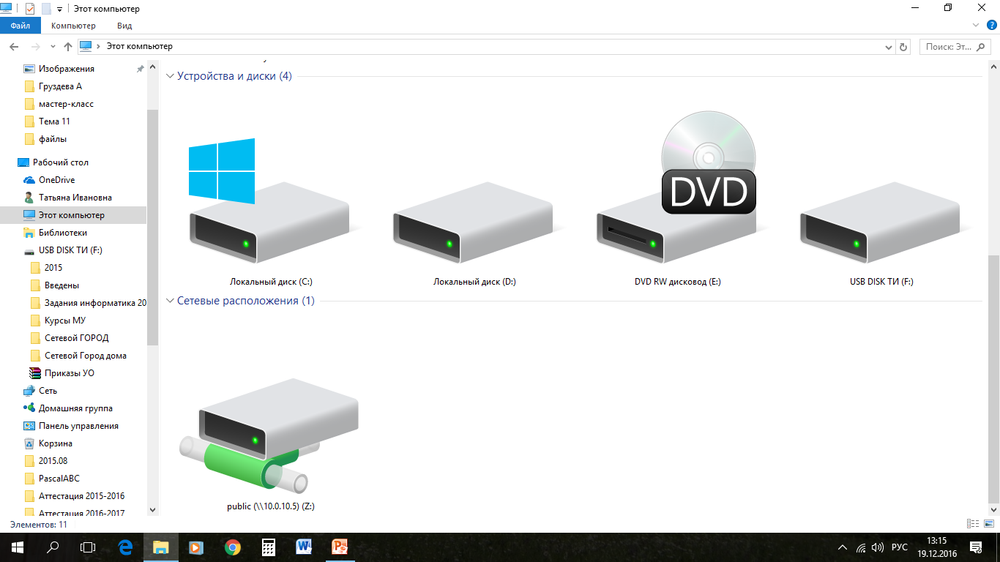 Этот компьютер
Файл
Компьютер
Вид
Этот компьютер
Поиск: Эт...
Изображения
Груздева А
мастер-класс
Тема 11
файлы
Рабочий стол
OneDrive
Татьяна Ивановна
Этот компьютер
Библиотеки
USB DISK ТИ (F:)
2015
Введены
Задания информатика 20
Курсы МУ
Сетевой ГОРОД
Сетевой Город дома
Приказы УО
Сеть
Домашняя группа
Панель управления
Корзина
2015.08
PascalABC
Аттестация 2015-2016
Аттестация 2016-2017
Устройства и диски (4)
DVD
Локальный диск (C:)
Локальный диск (D:)
DVD RW дисковод (E:)
USB DISK ТИ (F:)
Сетевые расположения (1)
public (\\10.0.10.5) (Z:)
Элементов: 11
РУС
13:15
19.12.2016